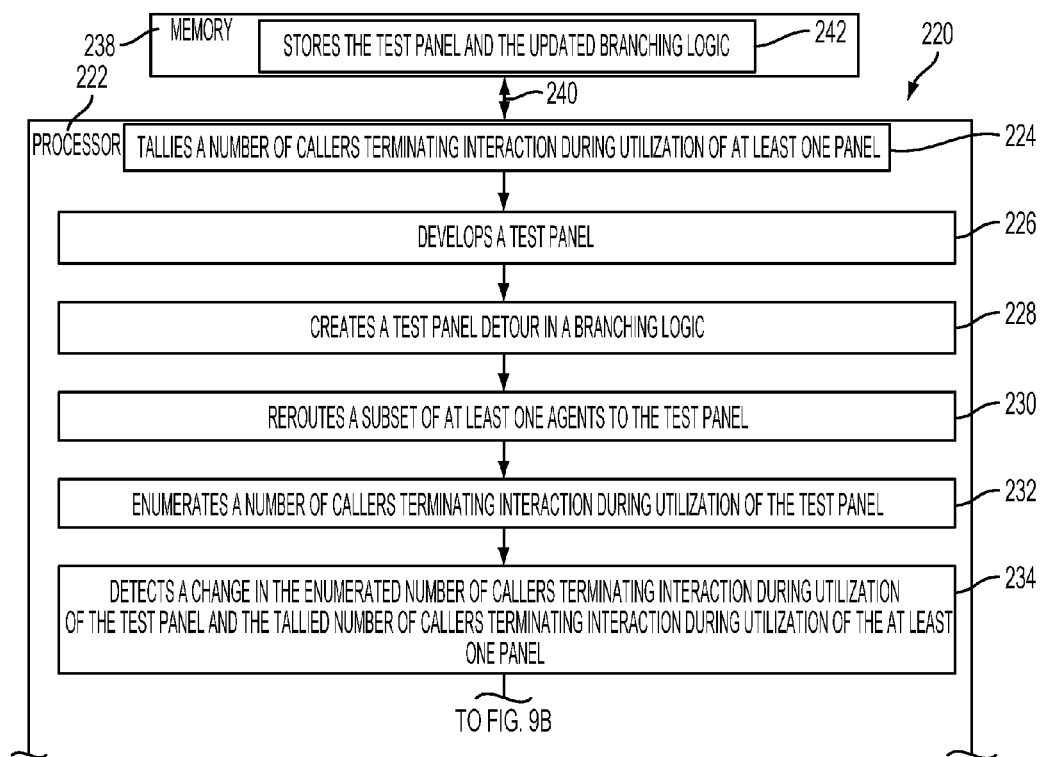 MEMORY
238
STORES THE TEST PANEL AND THE UPDATED BRANCHING LOGIC
242
220
222
240
PROCESSOR
TALLIES A NUMBER OF CALLERS TERMINATING INTERACTION DURING UTILIZATION OF AT LEAST ONE PANEL
224
DEVELOPS A TEST PANEL
226
CREATES A TEST PANEL DETOUR IN A BRANCHING LOGIC
228
REROUTES A SUBSET OF AT LEAST ONE AGENTS TO THE TEST PANEL
230
ENUMERATES A NUMBER OF CALLERS TERMINATING INTERACTION DURING UTILIZATION OF THE TEST PANEL
232
DETECTS A CHANGE IN THE ENUMERATED NUMBER OF CALLERS TERMINATING INTERACTION DURING UTILIZATION
OF THE TEST PANEL AND THE TALLIED NUMBER OF CALLERS TERMINATING INTERACTION DURING UTILIZATION OF THE AT LEAST
ONE PANEL
234
TO FIG. 9B